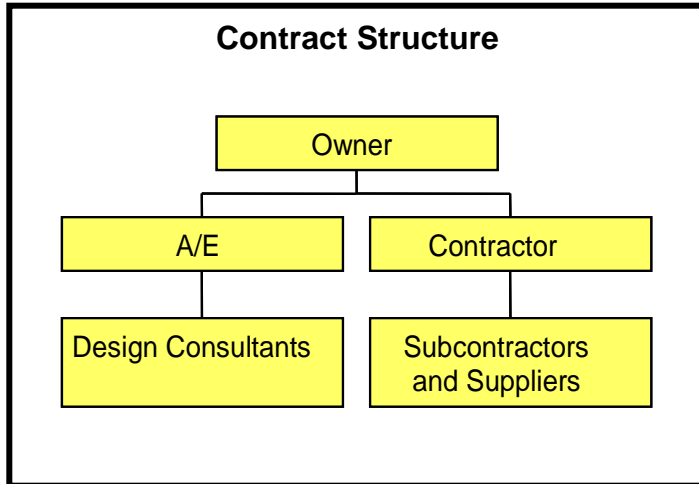 Contract Structure
Owner
A/E
Contractor
Design Consultants
Subcontractors
and Suppliers